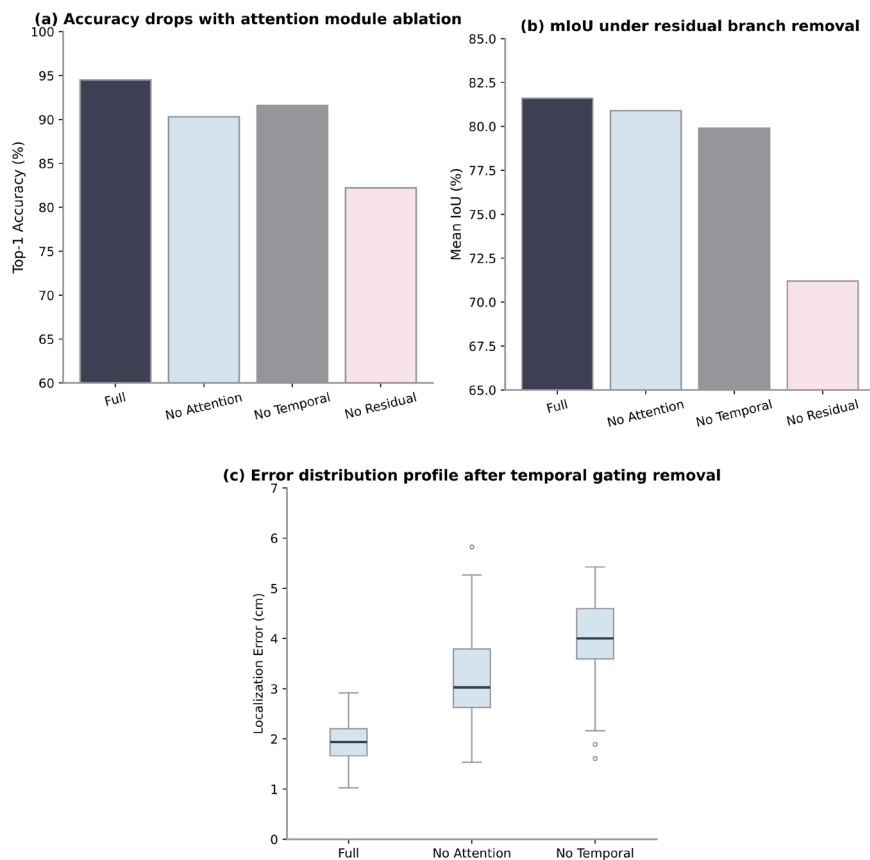 (a) Accuracy drops with attention module ablation
100
95
90
85
80
75
70
65
60
Top-1 Accuracy (%)
Full
No Attention
No Temporal
No Residual
(b) mIoU under residual branch removal
85.0
82.5
80.0
77.5
75.0
72.5
70.0
67.5
65.0
Mean IoU (%)
Full
No Attention
No Temporal
No Residual
(c) Error distribution profile after temporal gating removal
7
6
5
4
3
2
1
0
Localization Error (cm)
Full
No Attention
No Temporal